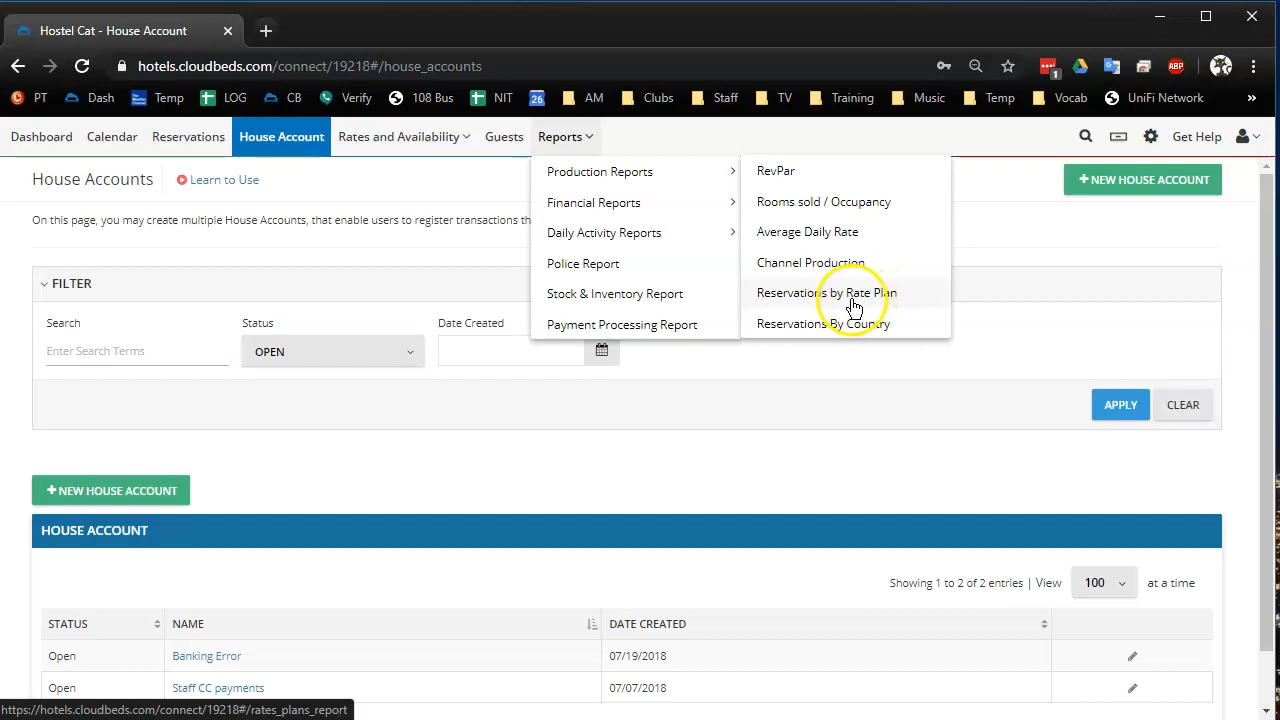 Hostel Cat - House Account
hotels.cloudbeds.com/connect/19218#/house_accounts
1 ABP
PT Dash Temp LOG CB Verify 108 Bus NIT 26 AM Clubs Staff TV Training Music Temp Vocab UniFi Network »
Dashboard Calendar Reservations House Account Rates and Availability Guests Reports Get Help
House Accounts Learn to Use
+ NEW HOUSE ACCOUNT
On this page, you may create multiple House Accounts, that enable users to register transactions th
Production Reports
Financial Reports
Daily Activity Reports
Police Report
Stock & Inventory Report
Payment Processing Report
RevPar
Rooms sold / Occupancy
Average Daily Rate
Channel Production
Reservations by Rate Plan
Reservations By Country
FILTER
Search Status Date Created
Enter Search Terms OPEN
APPLY CLEAR
+ NEW HOUSE ACCOUNT
HOUSE ACCOUNT
Showing 1 to 2 of 2 entries | View 100 at a time
STATUS NAME DATE CREATED
Open Banking Error 07/19/2018
Open Staff CC payments 07/07/2018
https://hotels.cloudbeds.com/connect/19218#/rates_plans_report